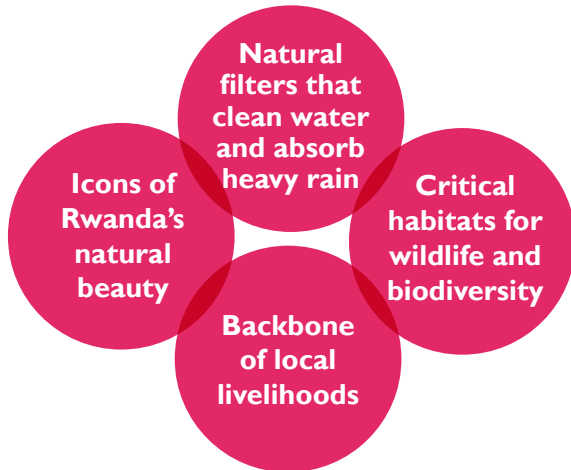 Natural
filters that
clean water
and absorb
heavy rain
Icons of
Rwanda’s
natural
beauty
Critical
habitats for
wildlife and
biodiversity
Backbone
of local
livelihoods